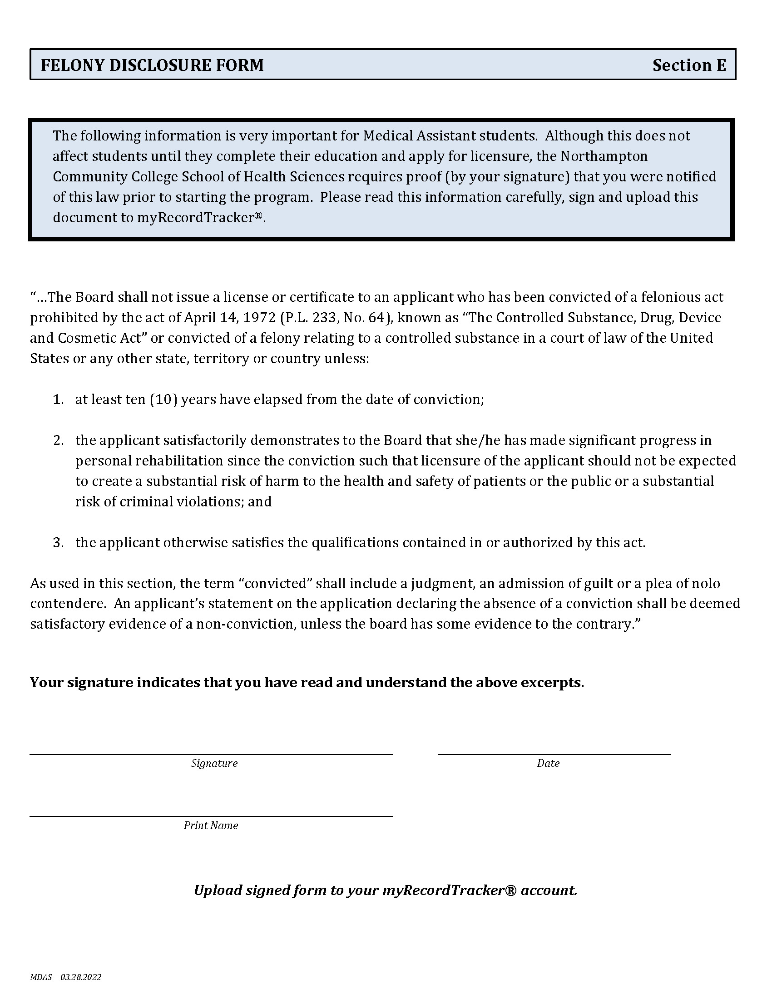 FELONY DISCLOSURE FORM Section E
The following information is very important for Medical Assistant students.  Although this does not
affect students until they complete their education and apply for licensure, the Northampton
Community College School of Health Sciences requires proof (by your signature) that you were notified
of this law prior to starting the program.  Please read this information carefully, sign and upload this
document to myRecordTracker®.
“…The Board shall not issue a license or certificate to an applicant who has been convicted of a felonious act
prohibited by the act of April 14, 1972 (P.L. 233, No. 64), known as “The Controlled Substance, Drug, Device
and Cosmetic Act” or convicted of a felony relating to a controlled substance in a court of law of the United
States or any other state, territory or country unless:
1. at least ten (10) years have elapsed from the date of conviction;
2. the applicant satisfactorily demonstrates to the Board that she/he has made significant progress in
personal rehabilitation since the conviction such that licensure of the applicant should not be expected
to create a substantial risk of harm to the health and safety of patients or the public or a substantial
risk of criminal violations; and
3. the applicant otherwise satisfies the qualifications contained in or authorized by this act.
As used in this section, the term “convicted” shall include a judgment, an admission of guilt or a plea of nolo
contendere.  An applicant’s statement on the application declaring the absence of a conviction shall be deemed
satisfactory evidence of a non-conviction, unless the board has some evidence to the contrary.”
Your signature indicates that you have read and understand the above excerpts.
Signature Date
Print Name
Upload signed form to your myRecordTracker® account.
MDAS – 03.28.2022